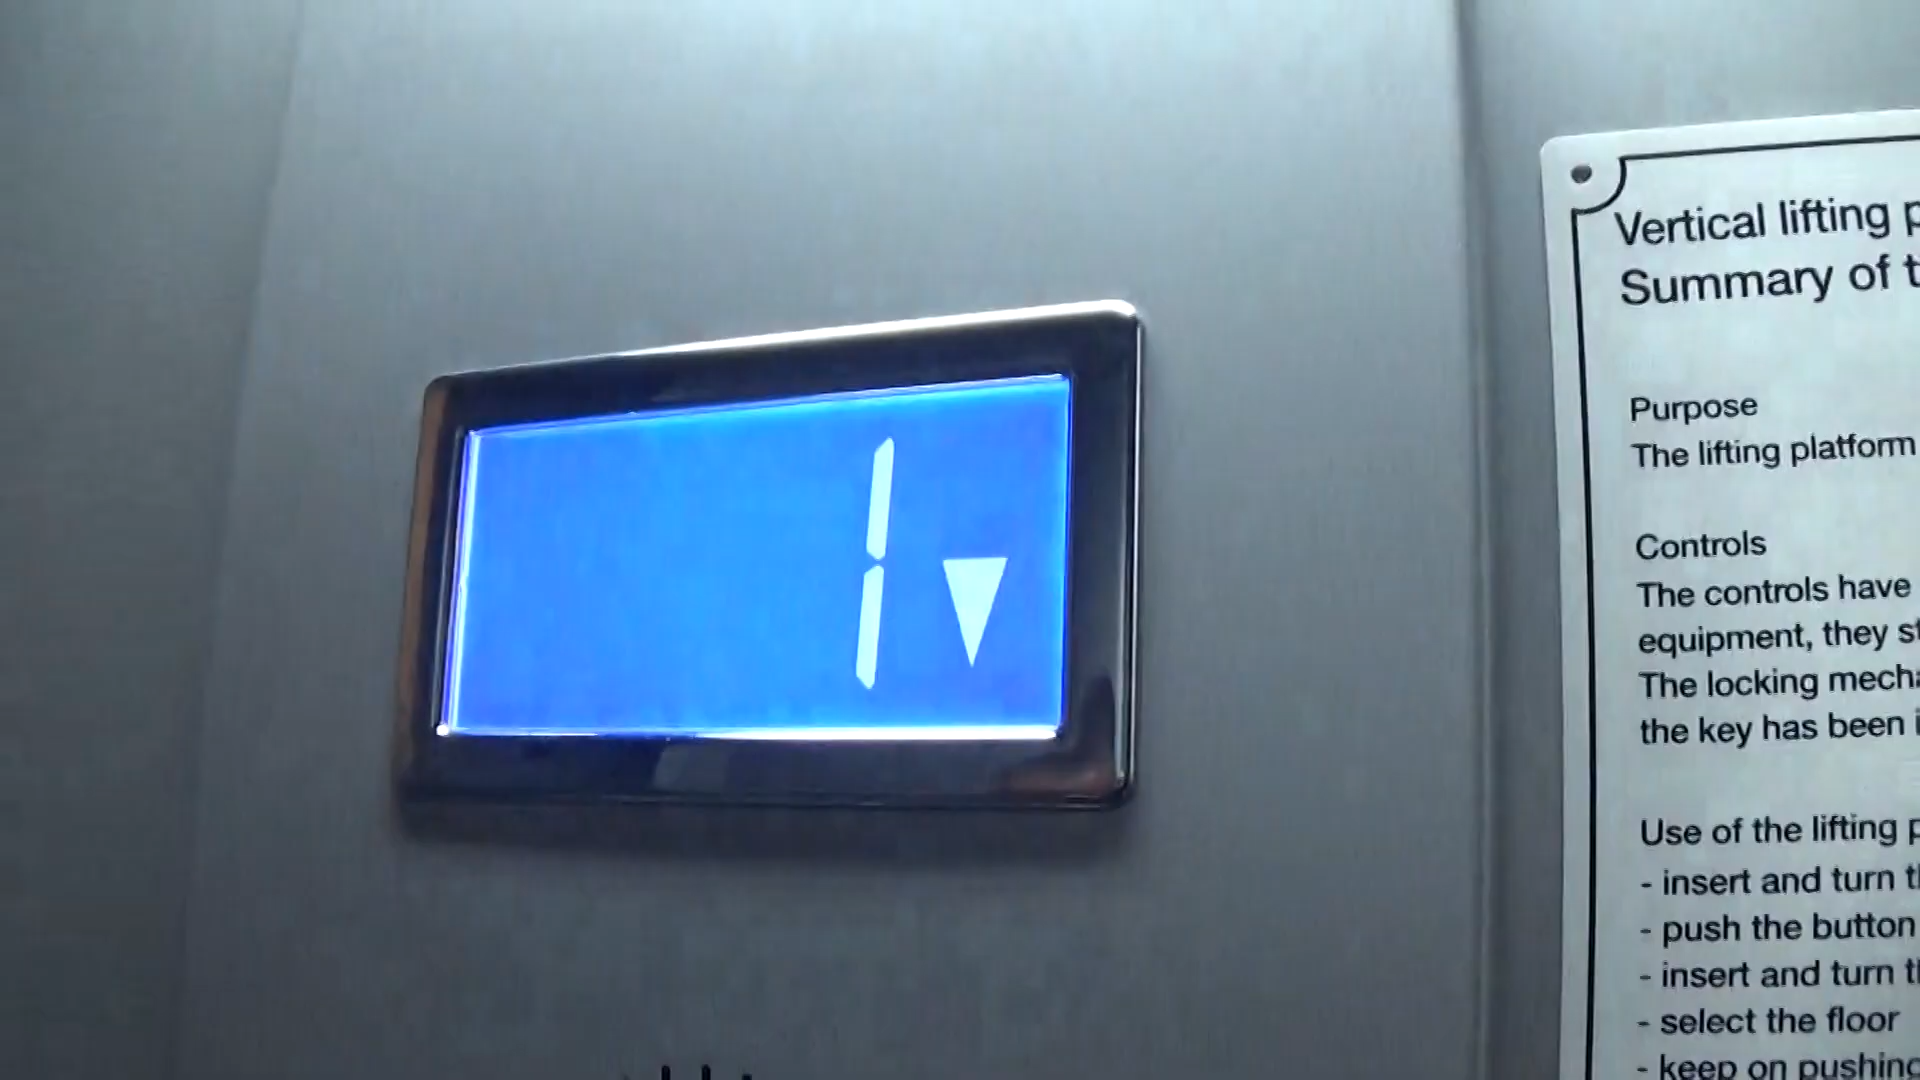 1
Vertical lifting
Summary of
Purpose
The lifting platform
Controls
The controls have
equipment, they
The locking
the key has been
Use of the lifting
- insert and turn
- push the button
- insert and turn
- select the floor
- keep on pushing